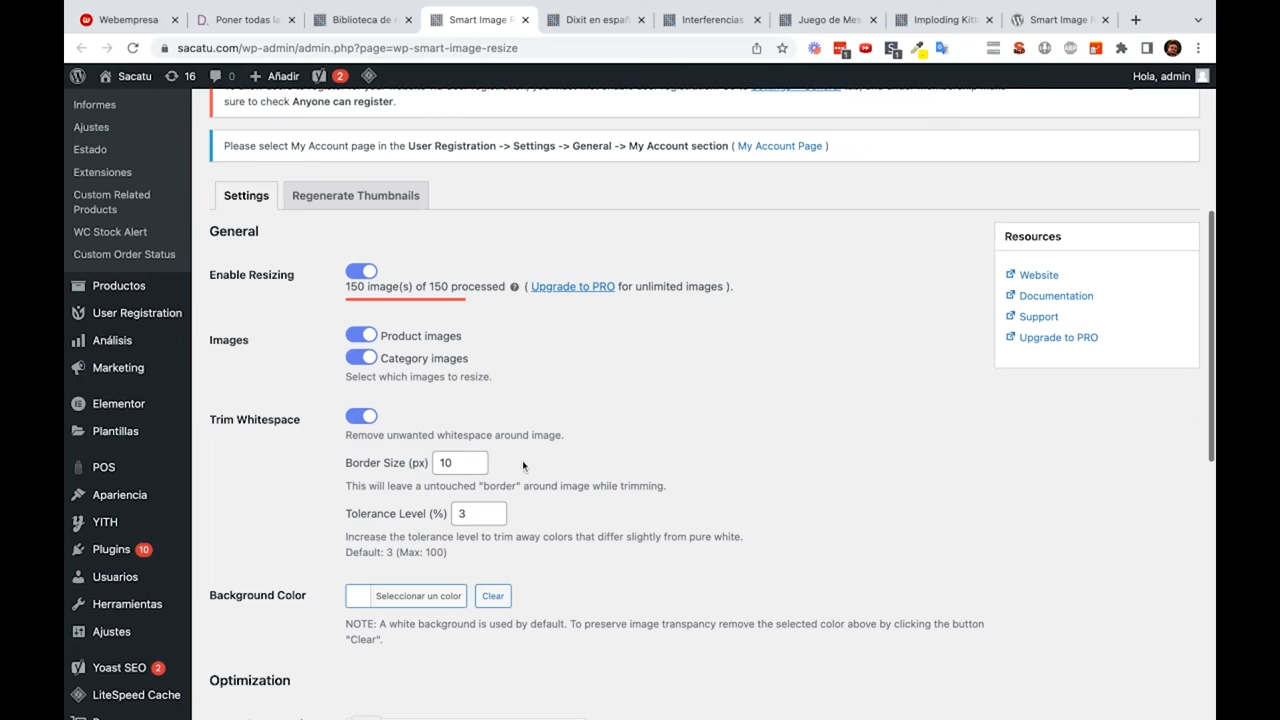 Webempresa
Poner todas la
Biblioteca de e
Smart Image R
Dixit en españ
Interferencias
Juego de Mes
Imploding Kitt
Smart Image R
sacatu.com/wp-admin/admin.php?page=wp-smart-image-resize
Sacatu 16 0 Añadir 2
Hola, admin
Informes
Ajustes
Estado
Extensiones
Custom Related
Products
WC Stock Alert
Custom Order Status
Productos
User Registration
Análisis
Marketing
Elementor
Plantillas
POS
Apariencia
YITH
Plugins 10
Usuarios
Herramientas
Ajustes
Yoast SEO 2
LiteSpeed Cache
sure to check Anyone can register.
Please select My Account page in the User Registration -> Settings -> General -> My Account section ( My Account Page )
Settings
Regenerate Thumbnails
General
Enable Resizing
150 image(s) of 150 processed ( Upgrade to PRO for unlimited images ).
Images
Product images
Category images
Select which images to resize.
Trim Whitespace
Remove unwanted whitespace around image.
Border Size (px) 10
This will leave a untouched "border" around image while trimming.
Tolerance Level (%) 3
Increase the tolerance level to trim away colors that differ slightly from pure white.
Default: 3 (Max: 100)
Background Color
Seleccionar un color
Clear
NOTE: A white background is used by default. To preserve image transpancy remove the selected color above by clicking the button
"Clear".
Optimization
Resources
Website
Documentation
Support
Upgrade to PRO